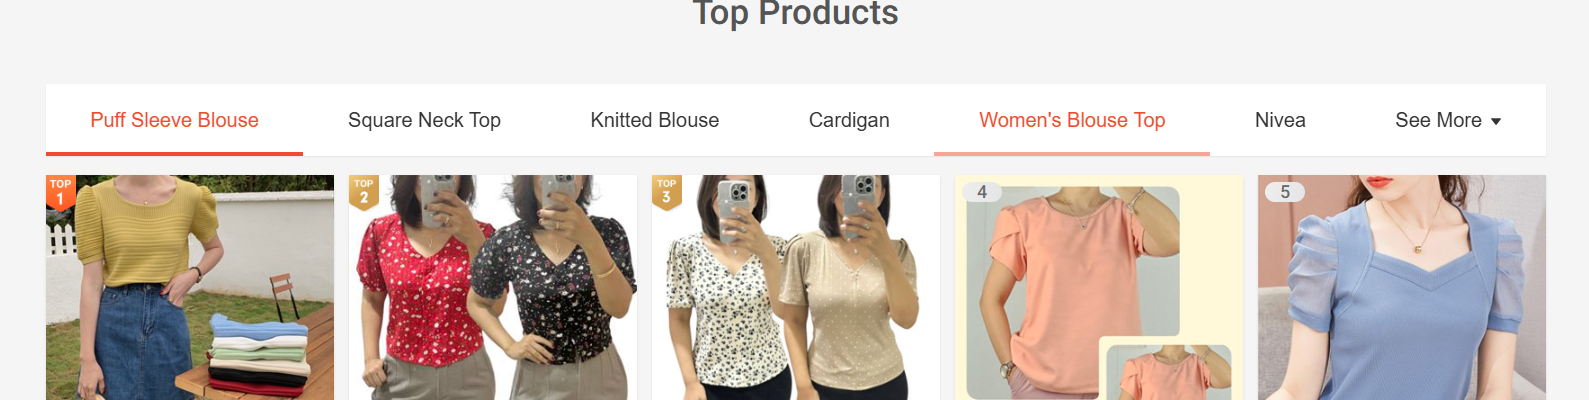 Top Products
Puff Sleeve Blouse Square Neck Top Knitted Blouse Cardigan Women's Blouse Top Nivea See More
TOP
1
TOP
2
TOP
3
4
5